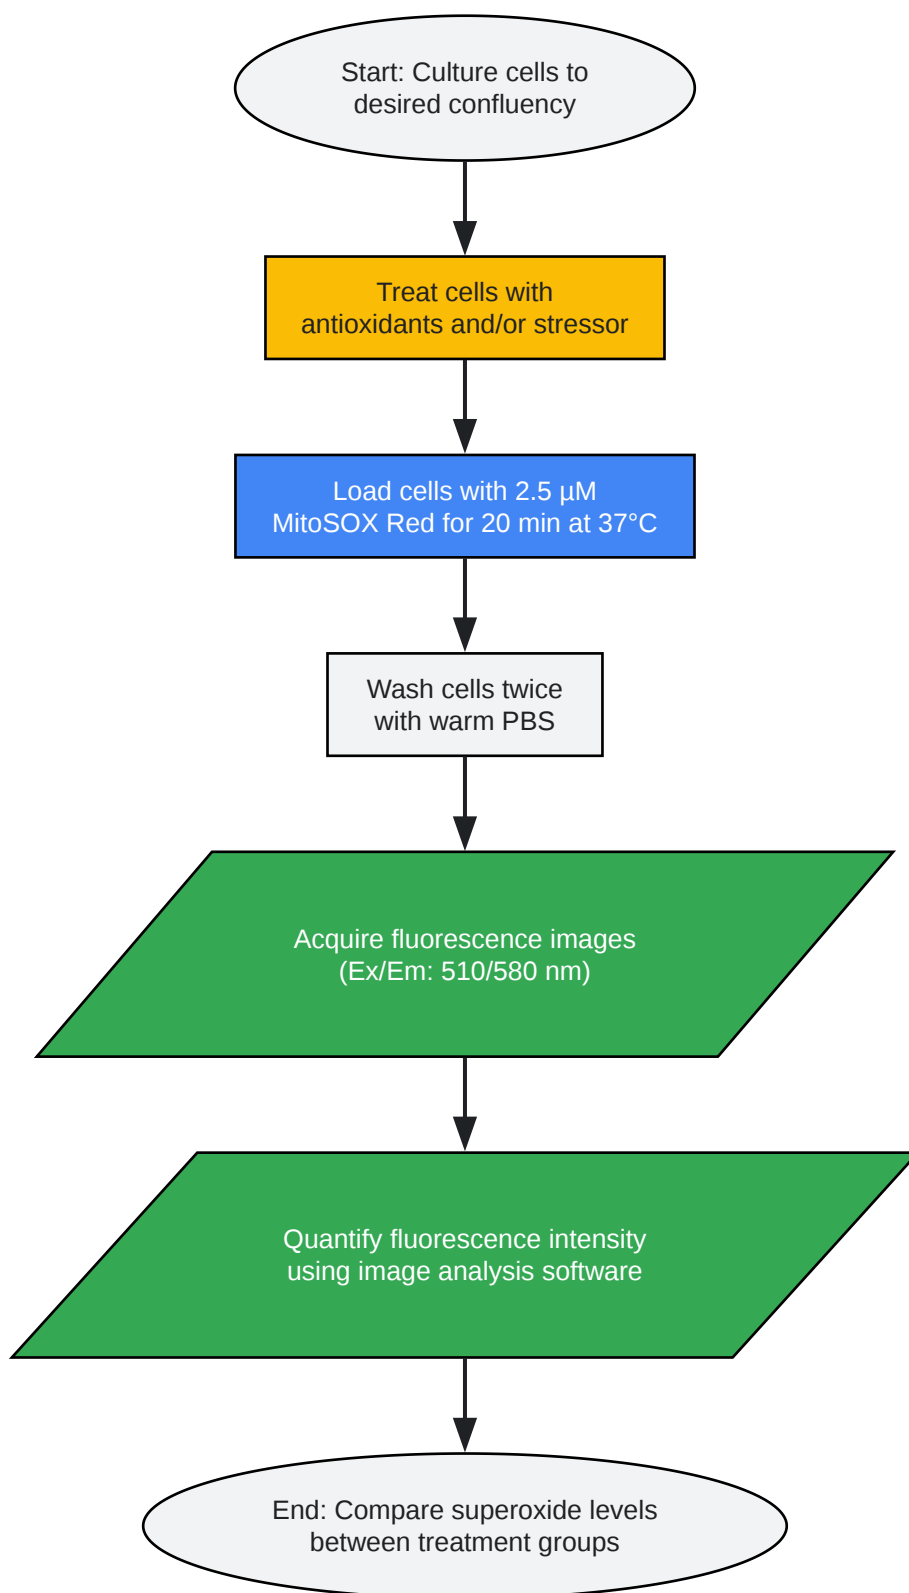 Start: Culture cells to
desired confluency
Treat cells with
antioxidants and/or stressor
Load cells with 2.5 µM
MitoSOX Red for 20 min at 37°C
Wash cells twice
with warm PBS
Acquire fluorescence images
(Ex/Em: 510/580 nm)
Quantify fluorescence intensity
using image analysis software
End: Compare superoxide levels
between treatment groups